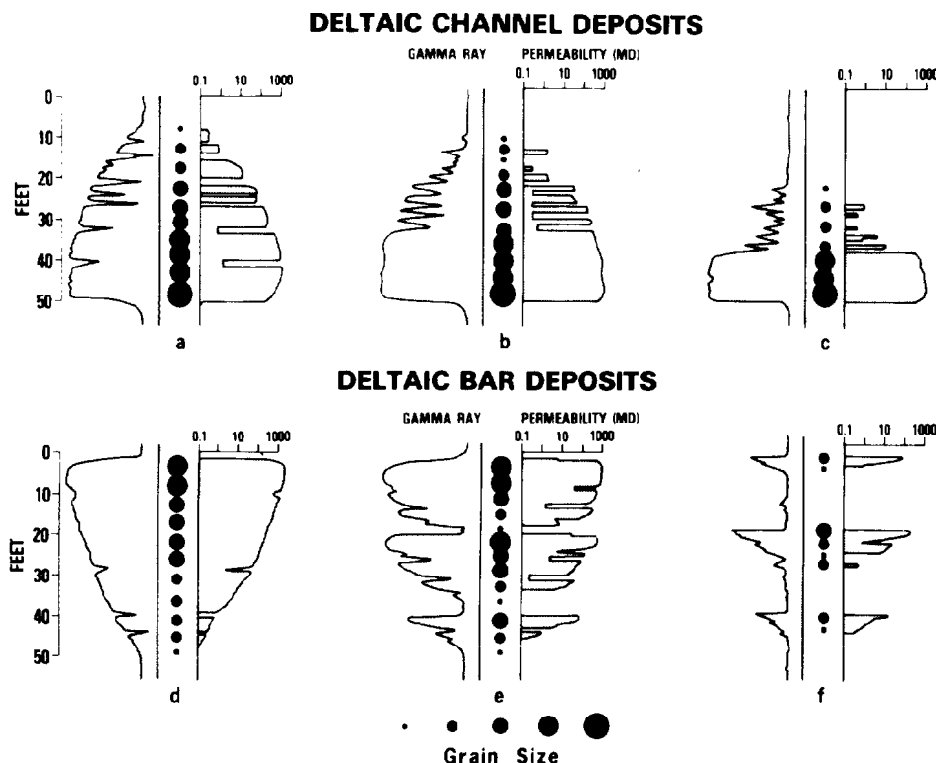 DELTAIC CHANNEL DEPOSITS
GAMMA RAY PERMEABILITY (MD)
0.1 10 1000
0.1 10 1000
0.1 10 1000
FEET
0
10
20
30
40
50
a
b
c
DELTAIC BAR DEPOSITS
GAMMA RAY PERMEABILITY (MD)
0.1 10 1000
0.1 10 1000
0.1 10 1000
FEET
0
10
20
30
40
50
d
e
f
Grain Size